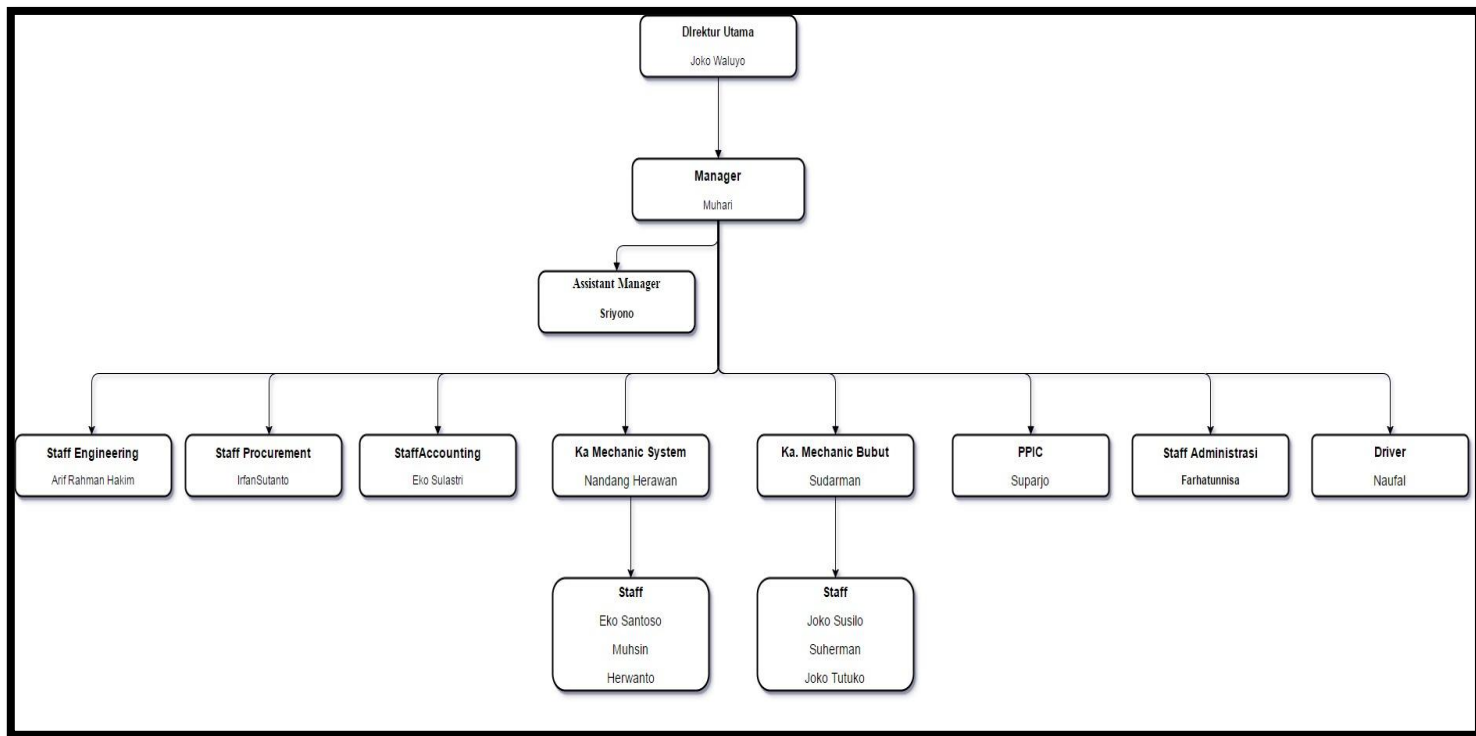 DIrektur Utama
Joko Waluyo
Manager
Muhari
Assistant Manager
Sriyono
Staff Engineering
Arif Rahman Hakim
Staff Procurement
IrfanSutanto
StaffAccounting
Eko Sulastri
Ka Mechanic System
Nandang Herawan
Ka. Mechanic Bubut
Sudarman
PPIC
Suparjo
Staff Administrasi
Farhatunnisa
Driver
Naufal
Staff
Eko Santoso
Muhsin
Herwanto
Staff
Joko Susilo
Suherman
Joko Tutuko